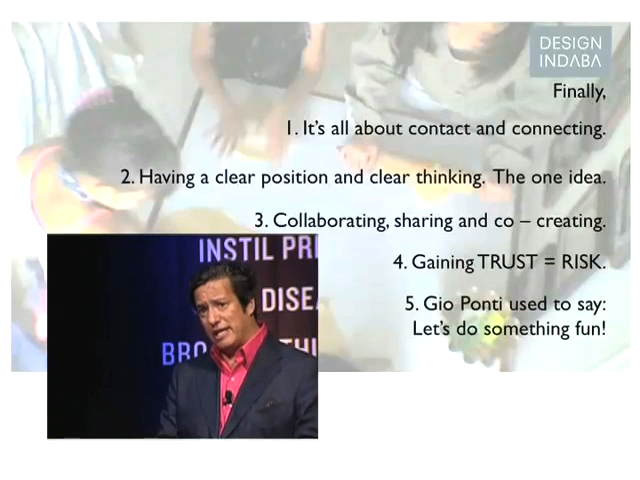 DESIGN
INDABA
Finally,
1. It's all about contact and connecting.
2. Having a clear position and clear thinking. The one idea.
3. Collaborating, sharing and co – creating.
4. Gaining TRUST = RISK.
5. Gio Ponti used to say:
Let's do something fun!
INSTIL